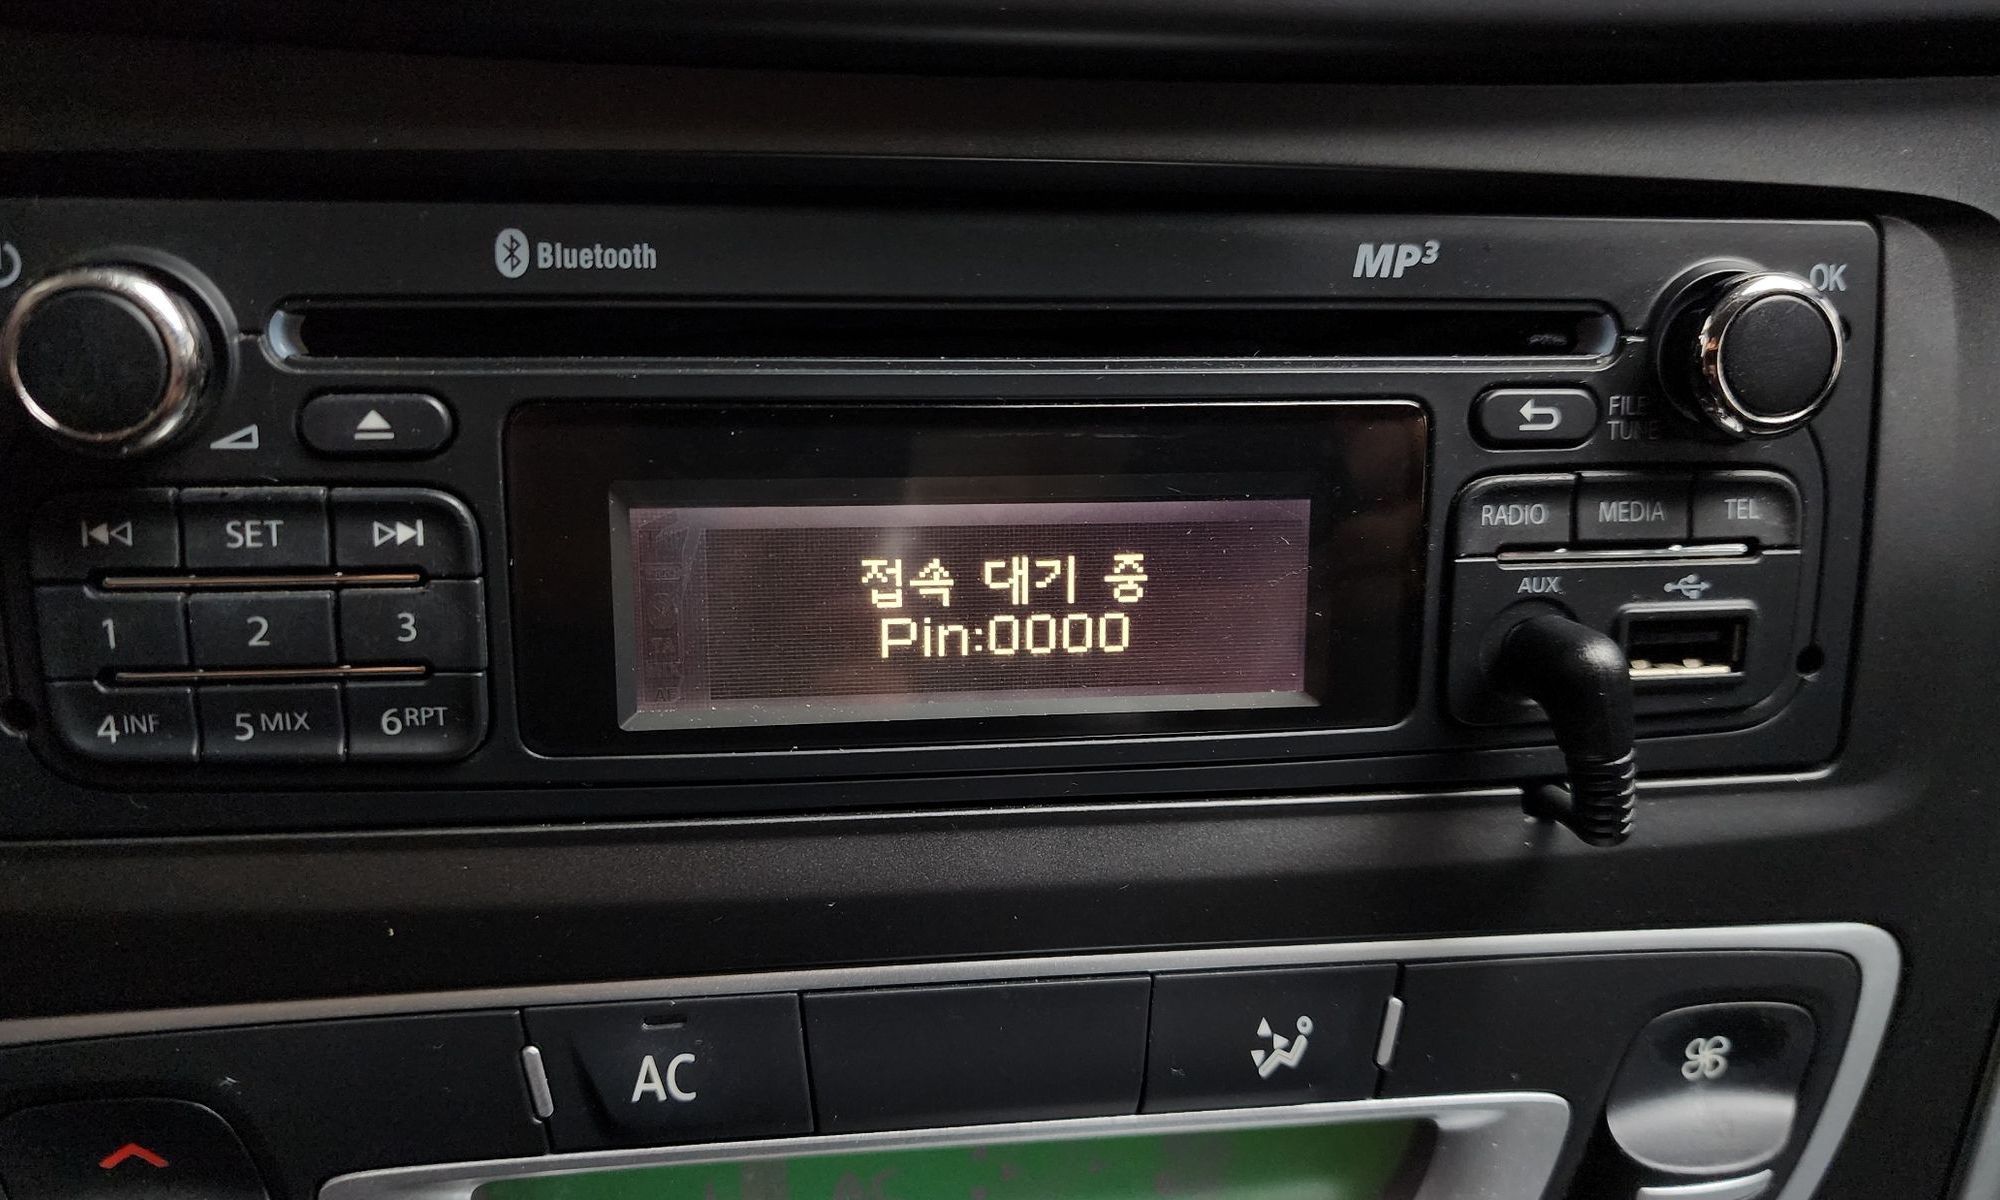 Bluetooth
MP3
OK
FILE
TUNE
SET
RADIO
MEDIA
TEL
접속 대기 중
Pin:0000
AUX
1
2
3
4 INF
5 MIX
6 RPT
AF
AC